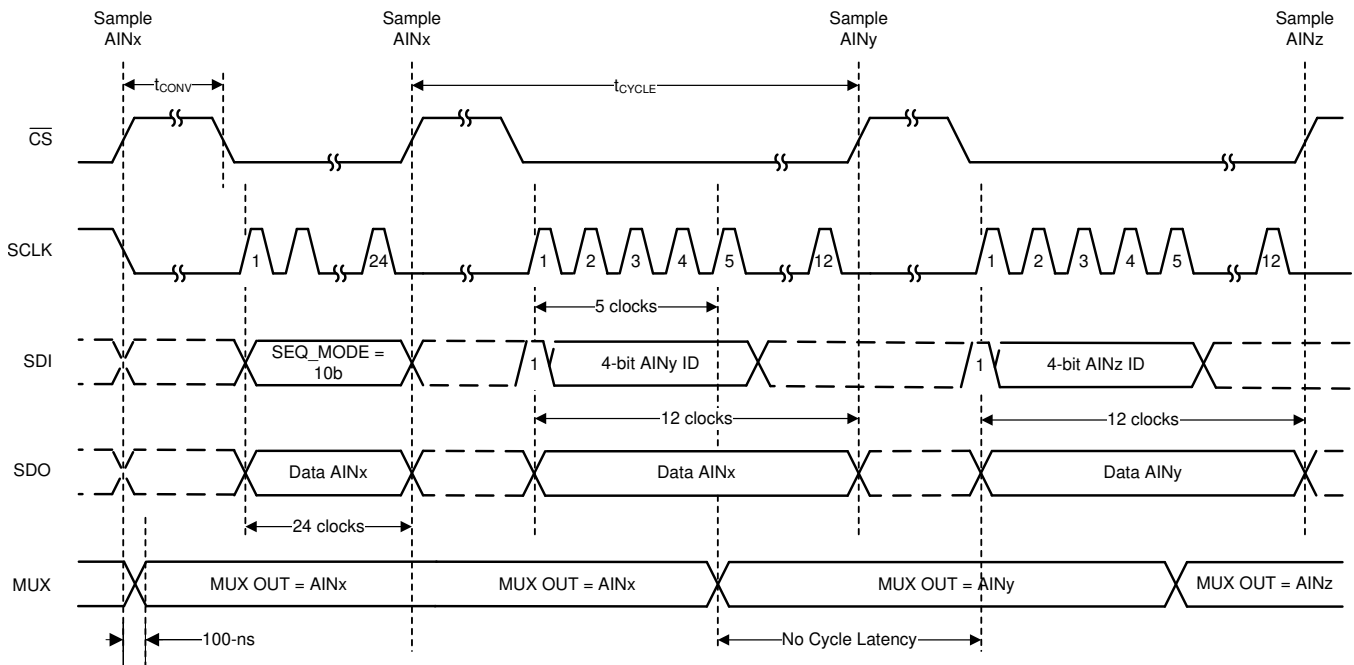 Sample
AINx
Sample
AINx
Sample
AINy
Sample
AINz
tCONV
tCYCLE
CS
SCLK
1
24
1
2
3
4
5
12
1
2
3
4
5
12
5 clocks
SDI
SEQ_MODE =
10b
1
4-bit AINy ID
1
4-bit AINz ID
12 clocks
12 clocks
SDO
Data AINx
Data AINx
Data AINy
24 clocks
MUX
MUX OUT = AINx
MUX OUT = AINx
MUX OUT = AINy
MUX OUT = AINz
100-ns
No Cycle Latency